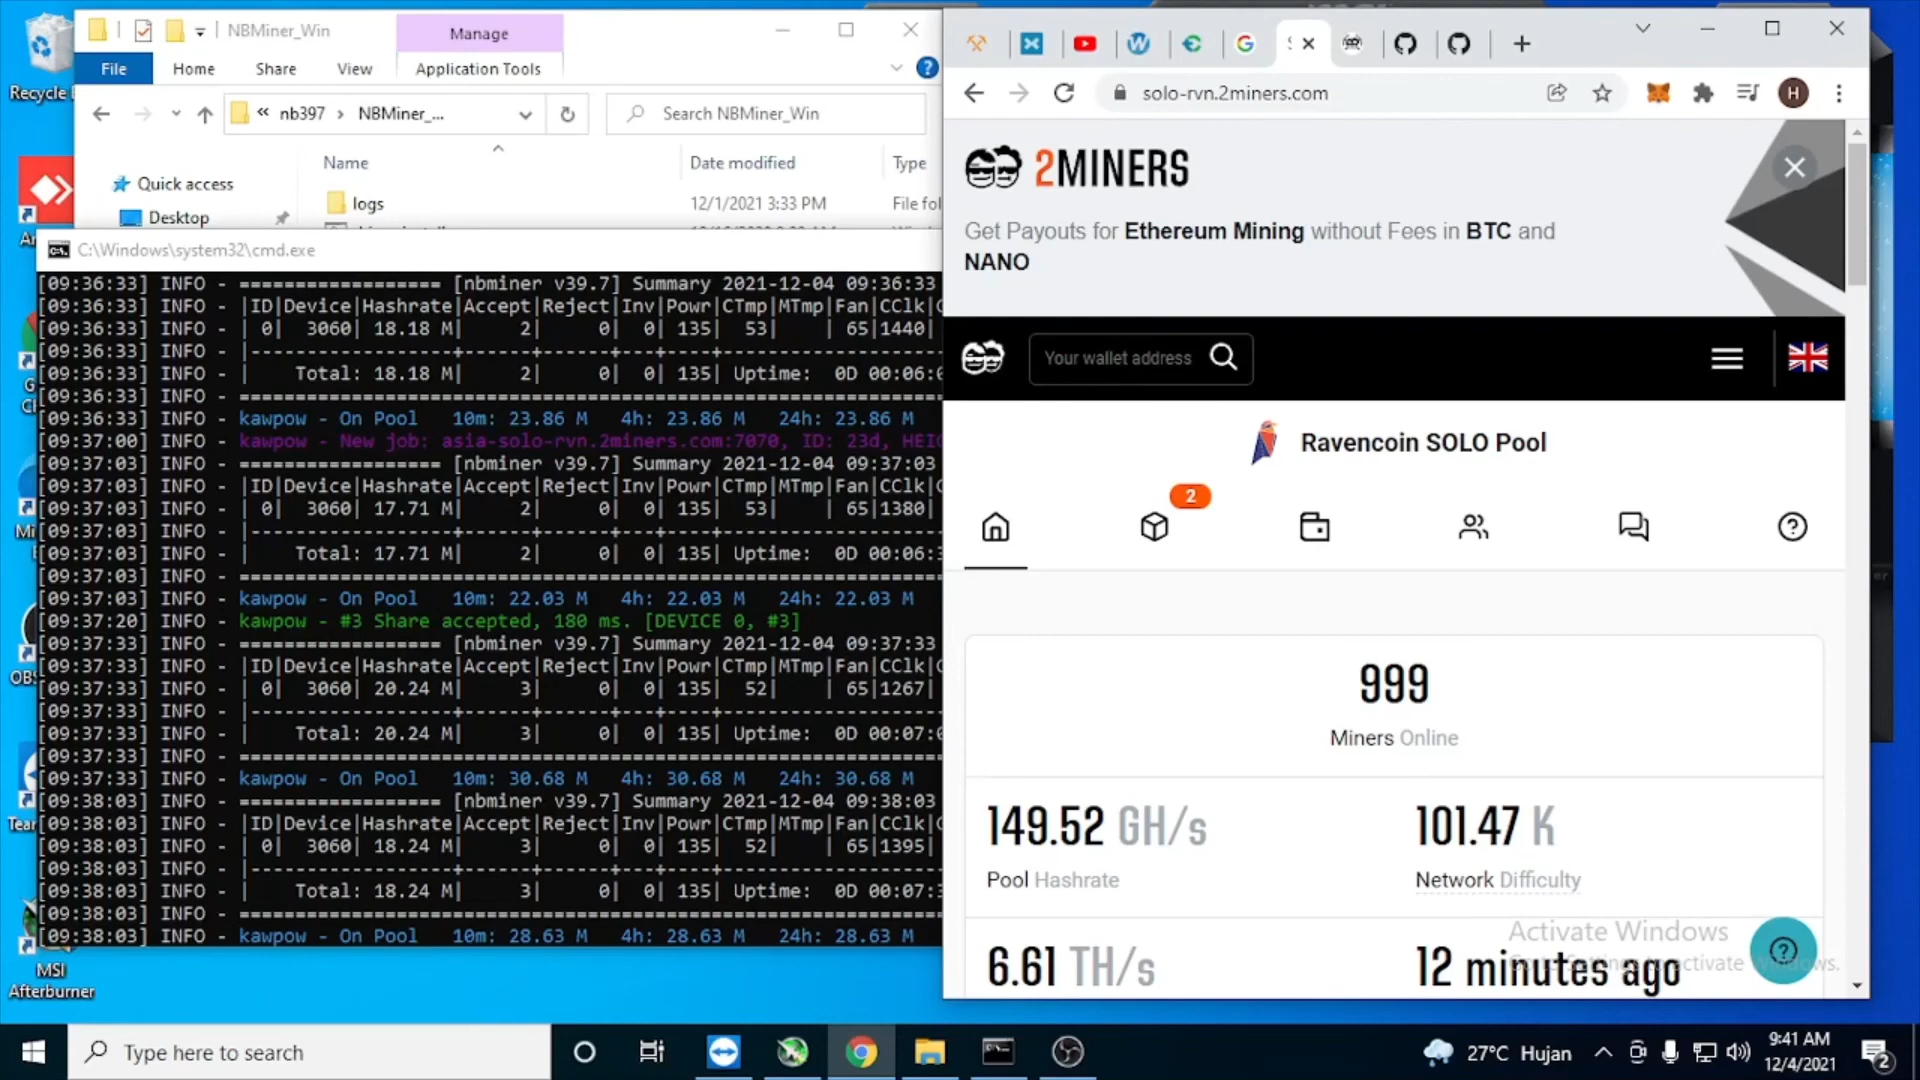 NBMiner_Win
Manage
File
Home
Share
View
Application Tools
nb397
NBMiner_...
Search NBMiner_Win
Name
Date modified
Type
Quick access
Desktop
logs
12/1/2021 3:33 PM
File fol
Recycle
C:\Windows\system32\cmd.exe
[09:36:33] INFO - ================== [nbminer v39.7] Summary 2021-12-04 09:36:33
[09:36:33] INFO - |ID|Device|Hashrate|Accept|Reject|Inv|Powr|CTmp|MTmp|Fan|CClk|
[09:36:33] INFO - | 0| 3060| 18.18 M| 2| 0| 0| 135| 53| | 65|1440|
[09:36:33] INFO - |------------------+------+------+---+----+----------------------
[09:36:33] INFO - | Total: 18.18 M| 2| 0| 0| 135| Uptime: 0D 00:06:
[09:36:33] INFO - ==============================================================
[09:36:33] INFO - kawpow - On Pool 10m: 23.86 M 4h: 23.86 M 24h: 23.86 M
[09:37:00] INFO - kawpow - New job: asia-solo-rvn.2miners.com:7070, ID: 23d, HEI
[09:37:03] INFO - ================== [nbminer v39.7] Summary 2021-12-04 09:37:03
[09:37:03] INFO - |ID|Device|Hashrate|Accept|Reject|Inv|Powr|CTmp|MTmp|Fan|CClk|
[09:37:03] INFO - | 0| 3060| 17.71 M| 2| 0| 0| 135| 53| | 65|1380|
[09:37:03] INFO - |------------------+------+------+---+----+----------------------
[09:37:03] INFO - | Total: 17.71 M| 2| 0| 0| 135| Uptime: 0D 00:06:
[09:37:03] INFO - ==============================================================
[09:37:03] INFO - kawpow - On Pool 10m: 22.03 M 4h: 22.03 M 24h: 22.03 M
[09:37:20] INFO - kawpow - #3 Share accepted, 180 ms. [DEVICE 0, #3]
[09:37:33] INFO - ================== [nbminer v39.7] Summary 2021-12-04 09:37:33
[09:37:33] INFO - |ID|Device|Hashrate|Accept|Reject|Inv|Powr|CTmp|MTmp|Fan|CClk|
[09:37:33] INFO - | 0| 3060| 20.24 M| 3| 0| 0| 135| 52| | 65|1267|
[09:37:33] INFO - |------------------+------+------+---+----+----------------------
[09:37:33] INFO - | Total: 20.24 M| 3| 0| 0| 135| Uptime: 0D 00:07:
[09:37:33] INFO - ==============================================================
[09:37:33] INFO - kawpow - On Pool 10m: 30.68 M 4h: 30.68 M 24h: 30.68 M
[09:38:03] INFO - ================== [nbminer v39.7] Summary 2021-12-04 09:38:03
[09:38:03] INFO - |ID|Device|Hashrate|Accept|Reject|Inv|Powr|CTmp|MTmp|Fan|CClk|
[09:38:03] INFO - | 0| 3060| 18.24 M| 3| 0| 0| 135| 52| | 65|1395|
[09:38:03] INFO - |------------------+------+------+---+----+----------------------
[09:38:03] INFO - | Total: 18.24 M| 3| 0| 0| 135| Uptime: 0D 00:07:
[09:38:03] INFO - ==============================================================
[09:38:03] INFO - kawpow - On Pool 10m: 28.63 M 4h: 28.63 M 24h: 28.63 M
MSI
Afterburner
solo-rvn.2miners.com
H
2MINERS
Get Payouts for Ethereum Mining without Fees in BTC and
NANO
Your wallet address
Ravencoin SOLO Pool
2
999
Miners Online
149.52 GH/s
Pool Hashrate
101.47 K
Network Difficulty
6.61 TH/s
12 minutes ago
Activate Windows
Go to Settings to activate Windows.
Type here to search
27°C Hujan
9:41 AM
12/4/2021
2